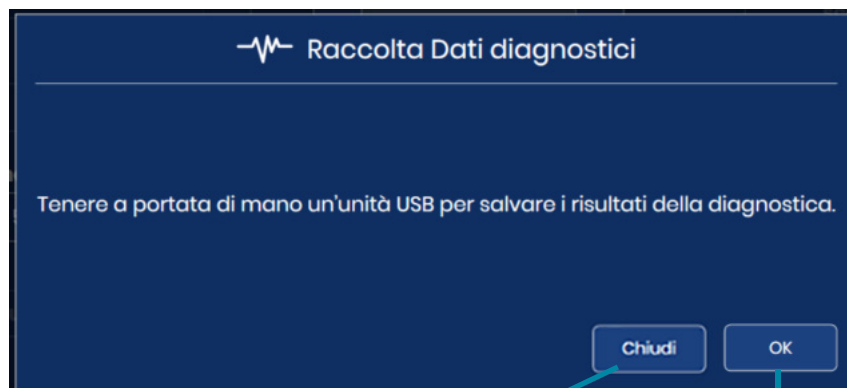 Raccolta Dati diagnostici
Tenere a portata di mano un'unità USB per salvare i risultati della diagnostica.
Chiudi
OK